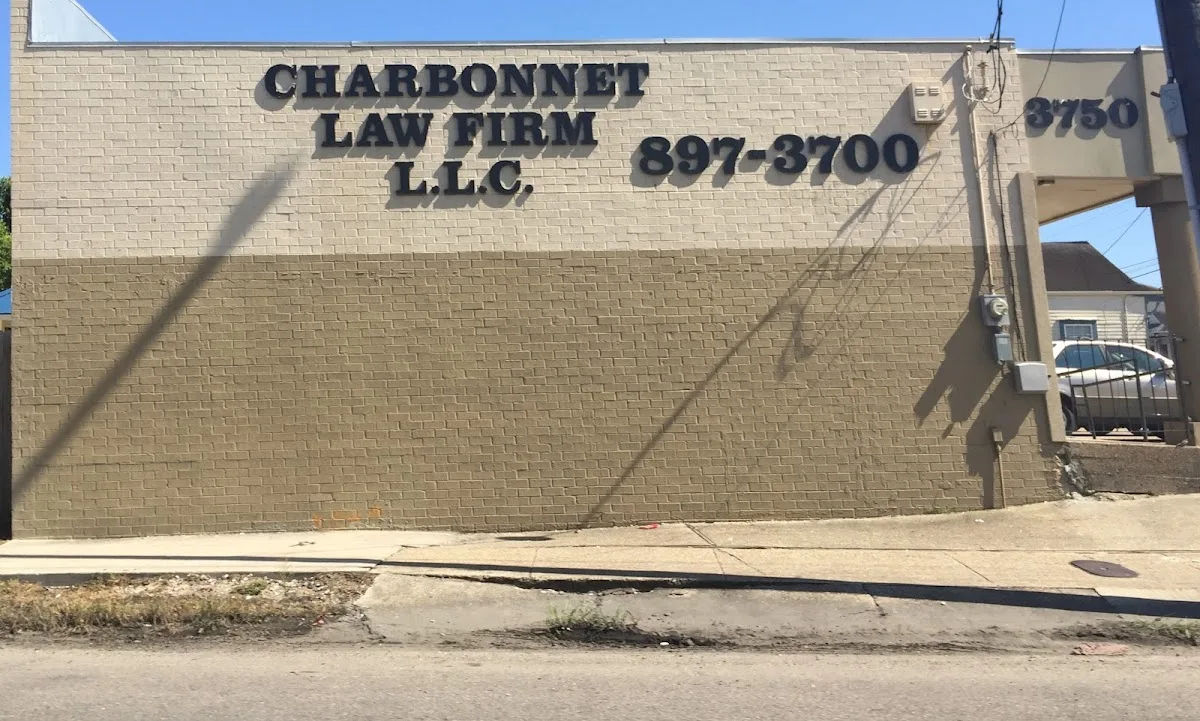 CHARBONNET
LAW FIRM
L.L.C.
897-3700
3750